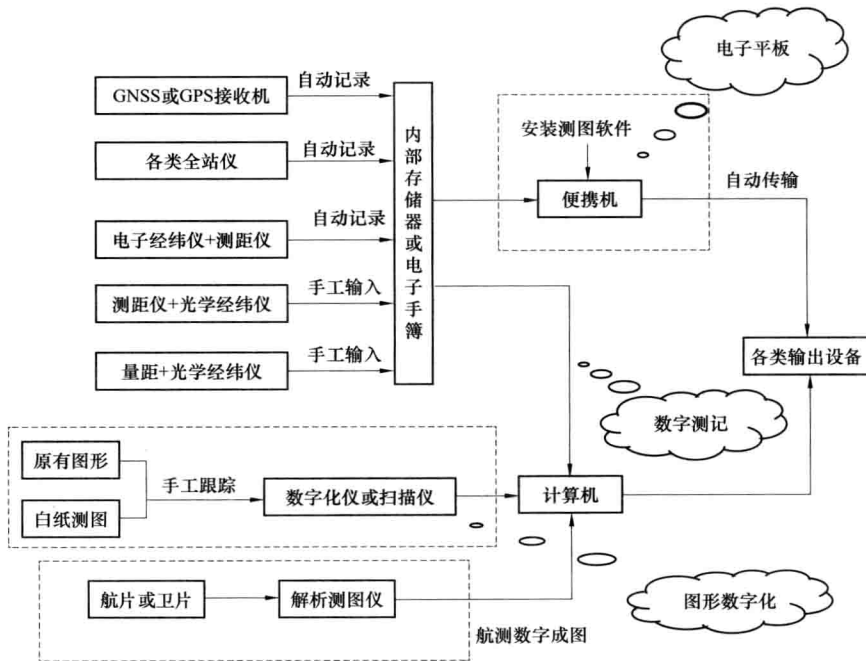 电子平板
GNSS或GPS接收机
自动记录
各类全站仪
自动记录
电子经纬仪+测距仪
自动记录
测距仪+光学经纬仪
手工输入
量距+光学经纬仪
手工输入
内部存储器或电子手簿
安装测图软件
便携机
自动传输
各类输出设备
数字测记
原有图形
白纸测图
手工跟踪
数字化仪或扫描仪
计算机
航片或卫片
解析测图仪
航测数字成图
图形数字化